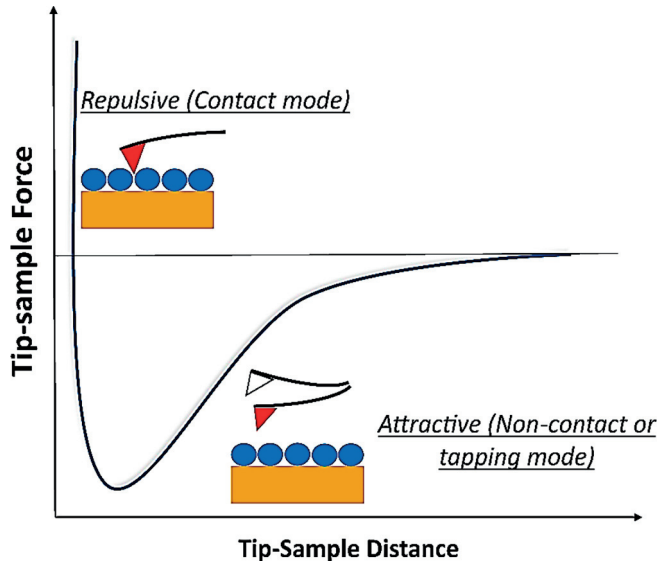 Repulsive (Contact mode)
Tip-sample Force
Attractive (Non-contact or
tapping mode)
Tip-Sample Distance